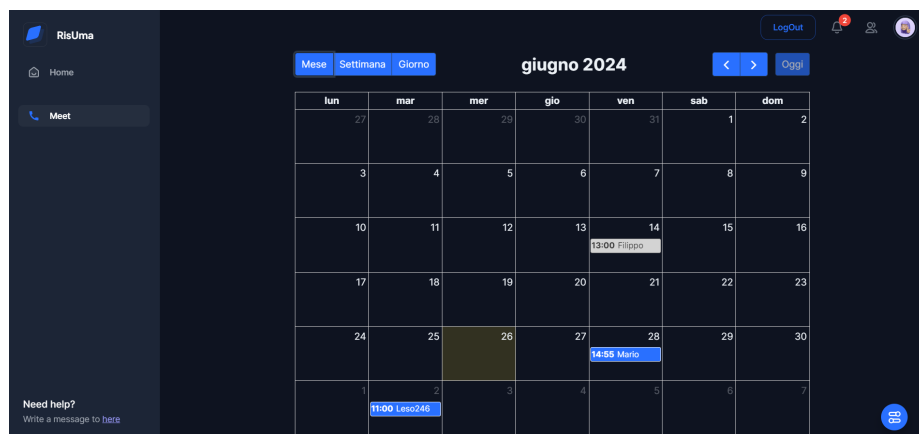 RisUma
LogOut
2
Home
Mese Settimana Giorno
giugno 2024
Oggi
Meet
lun mar mer gio ven sab dom
27 28 29 30 31 1 2
3 4 5 6 7 8 9
10 11 12 13 14 15 16
13:00 Filippo
17 18 19 20 21 22 23
24 25 26 27 28 29 30
14:55 Mario
1 2 3 4 5 6 7
11:00 Leso246
Need help?
Write a message to here